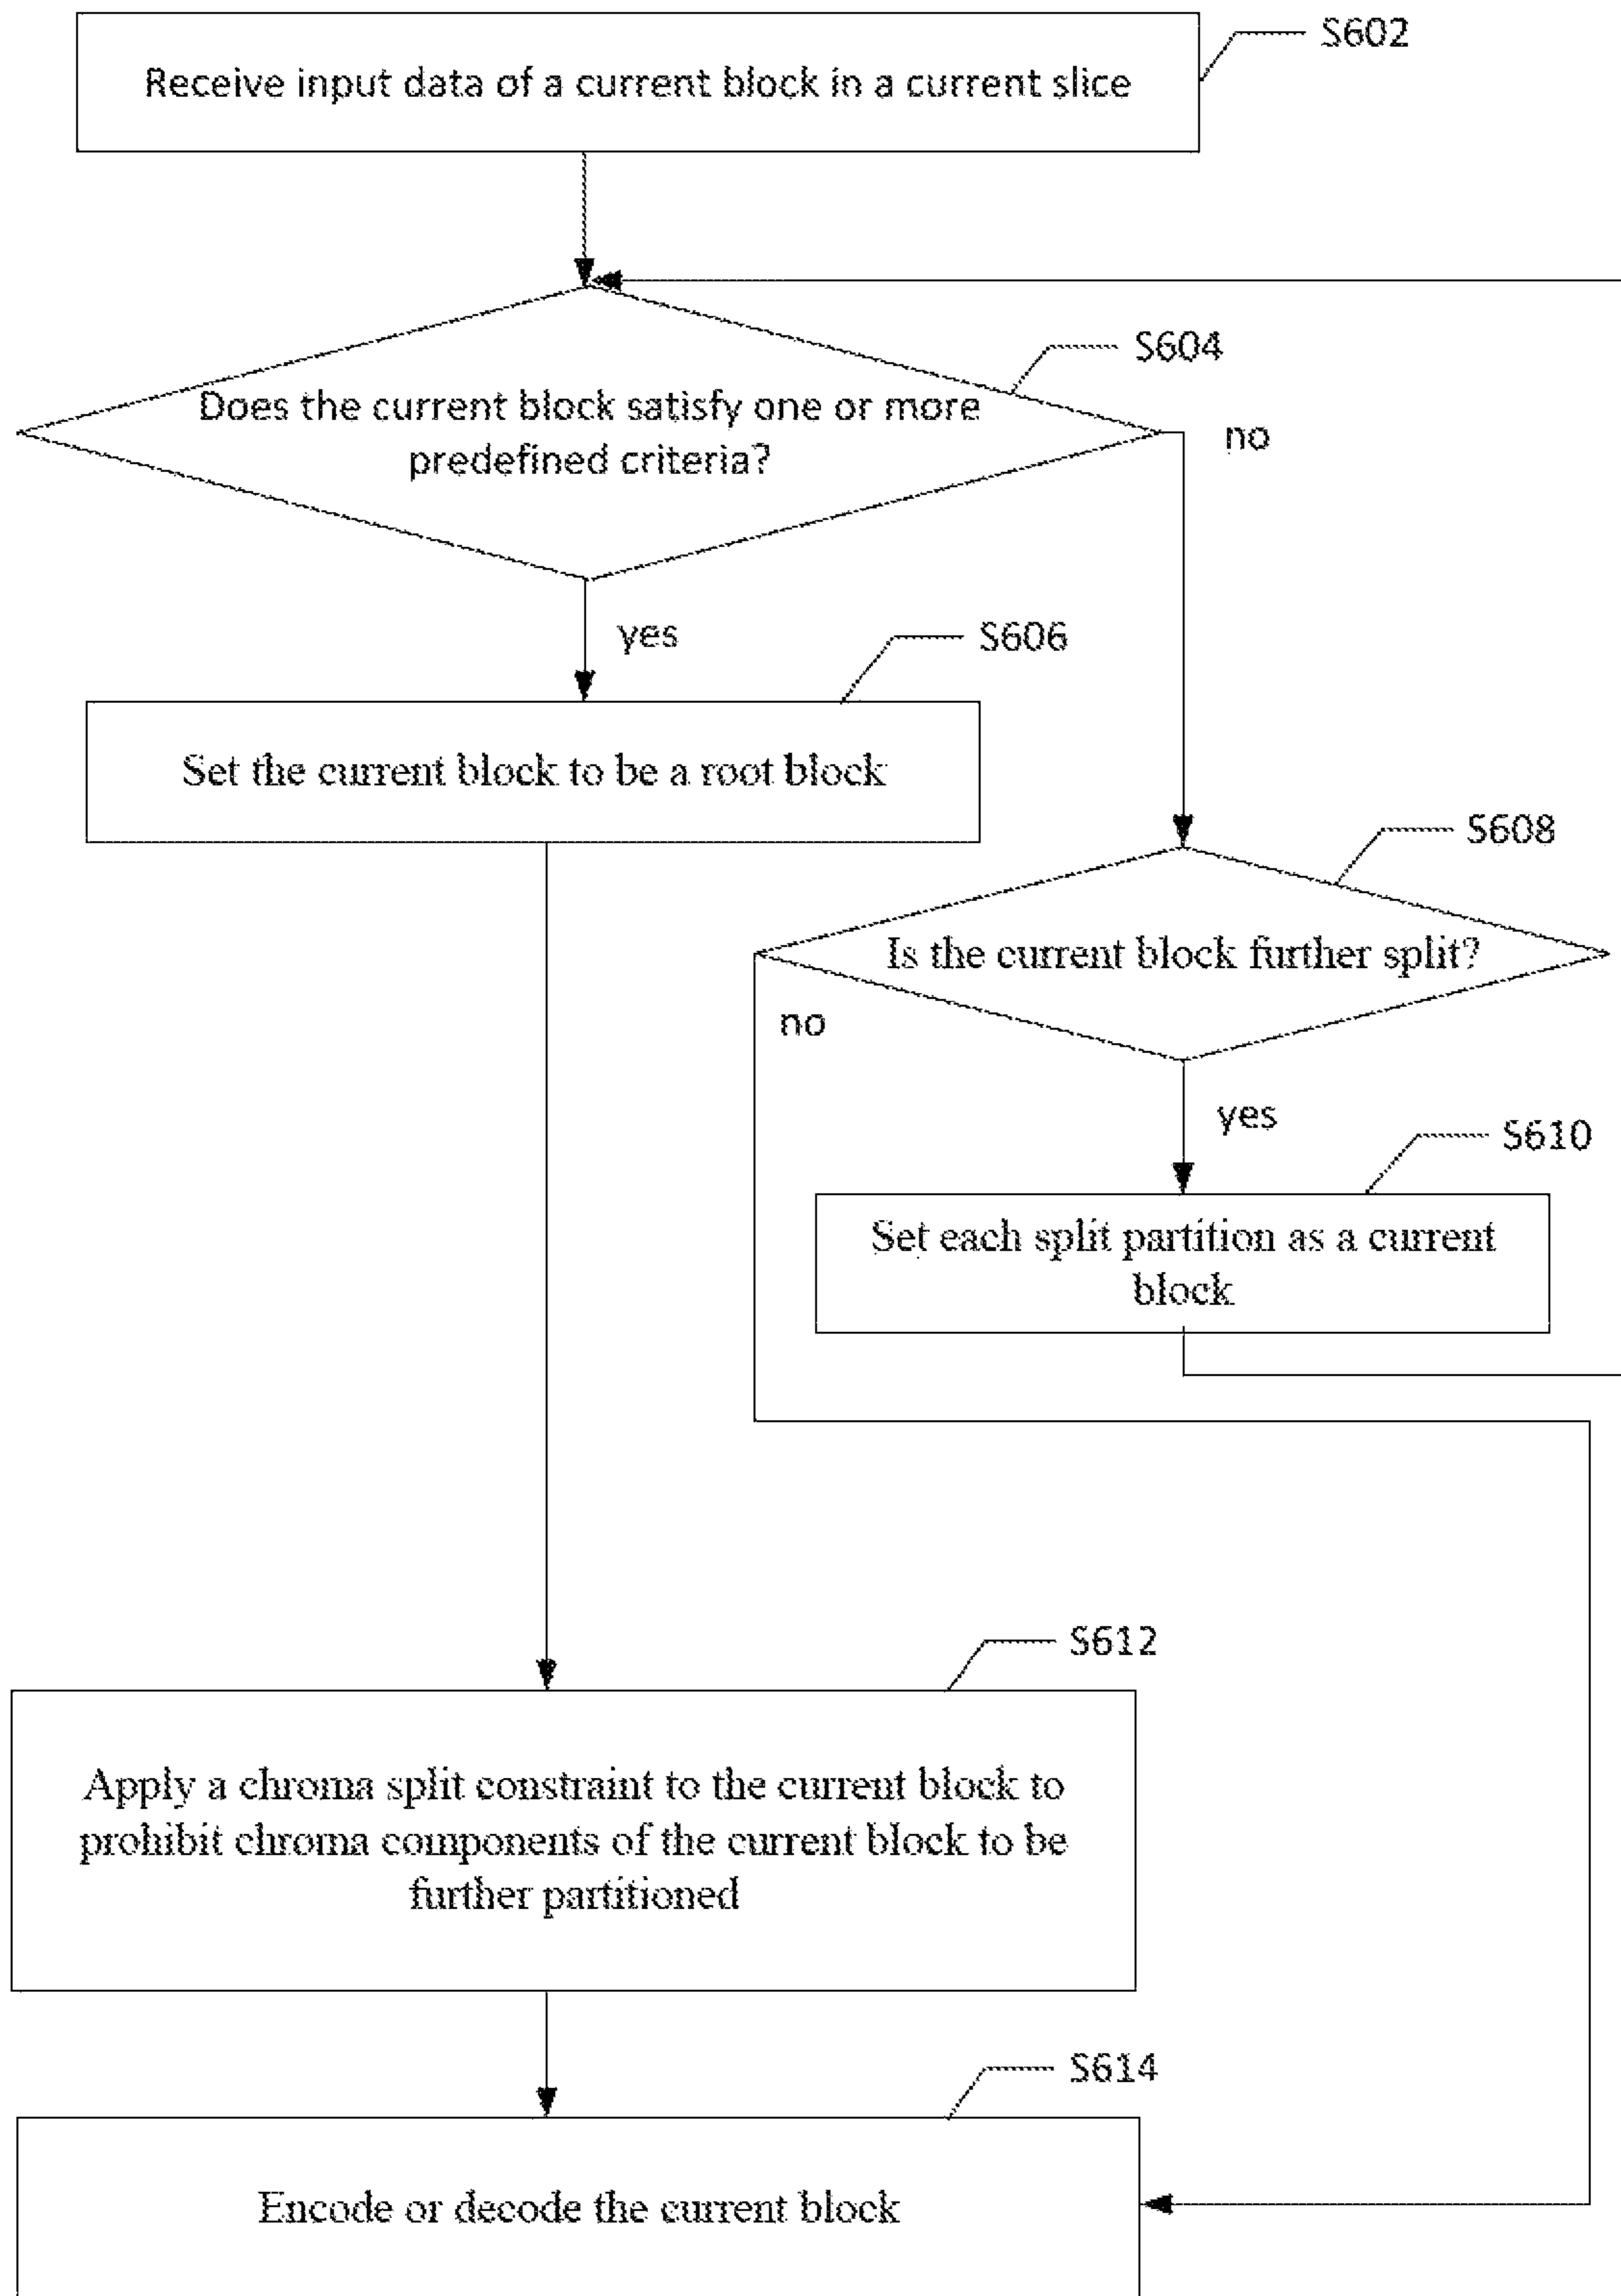 S602
Receive input data of a current block in a current slice
S604
Does the current block satisfy one or more
predefined criteria?
no
yes
S606
Set the current block to be a root block
S608
Is the current block further split?
no
yes
S610
Set each split partition as a current
block
S612
Apply a chroma split constraint to the current block to
prohibit chroma components of the current block to be
further partitioned
S614
Encode or decode the current block